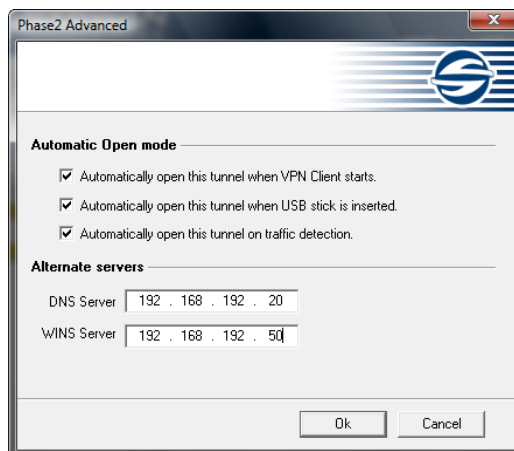 Phase2 Advanced
Automatic Open mode
Automatically open this tunnel when VPN Client starts.
Automatically open this tunnel when USB stick is inserted.
Automatically open this tunnel on traffic detection.
Alternate servers
DNS Server 192 . 168 . 192 . 20
WINS Server 192 . 168 . 192 . 50
Ok Cancel